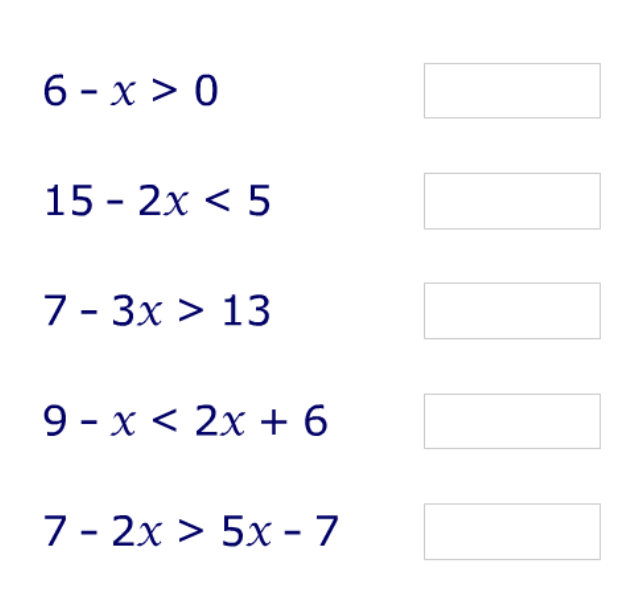 6 - x > 0
15 - 2x < 5
7 - 3x > 13
9 - x < 2x + 6
7 - 2x > 5x - 7